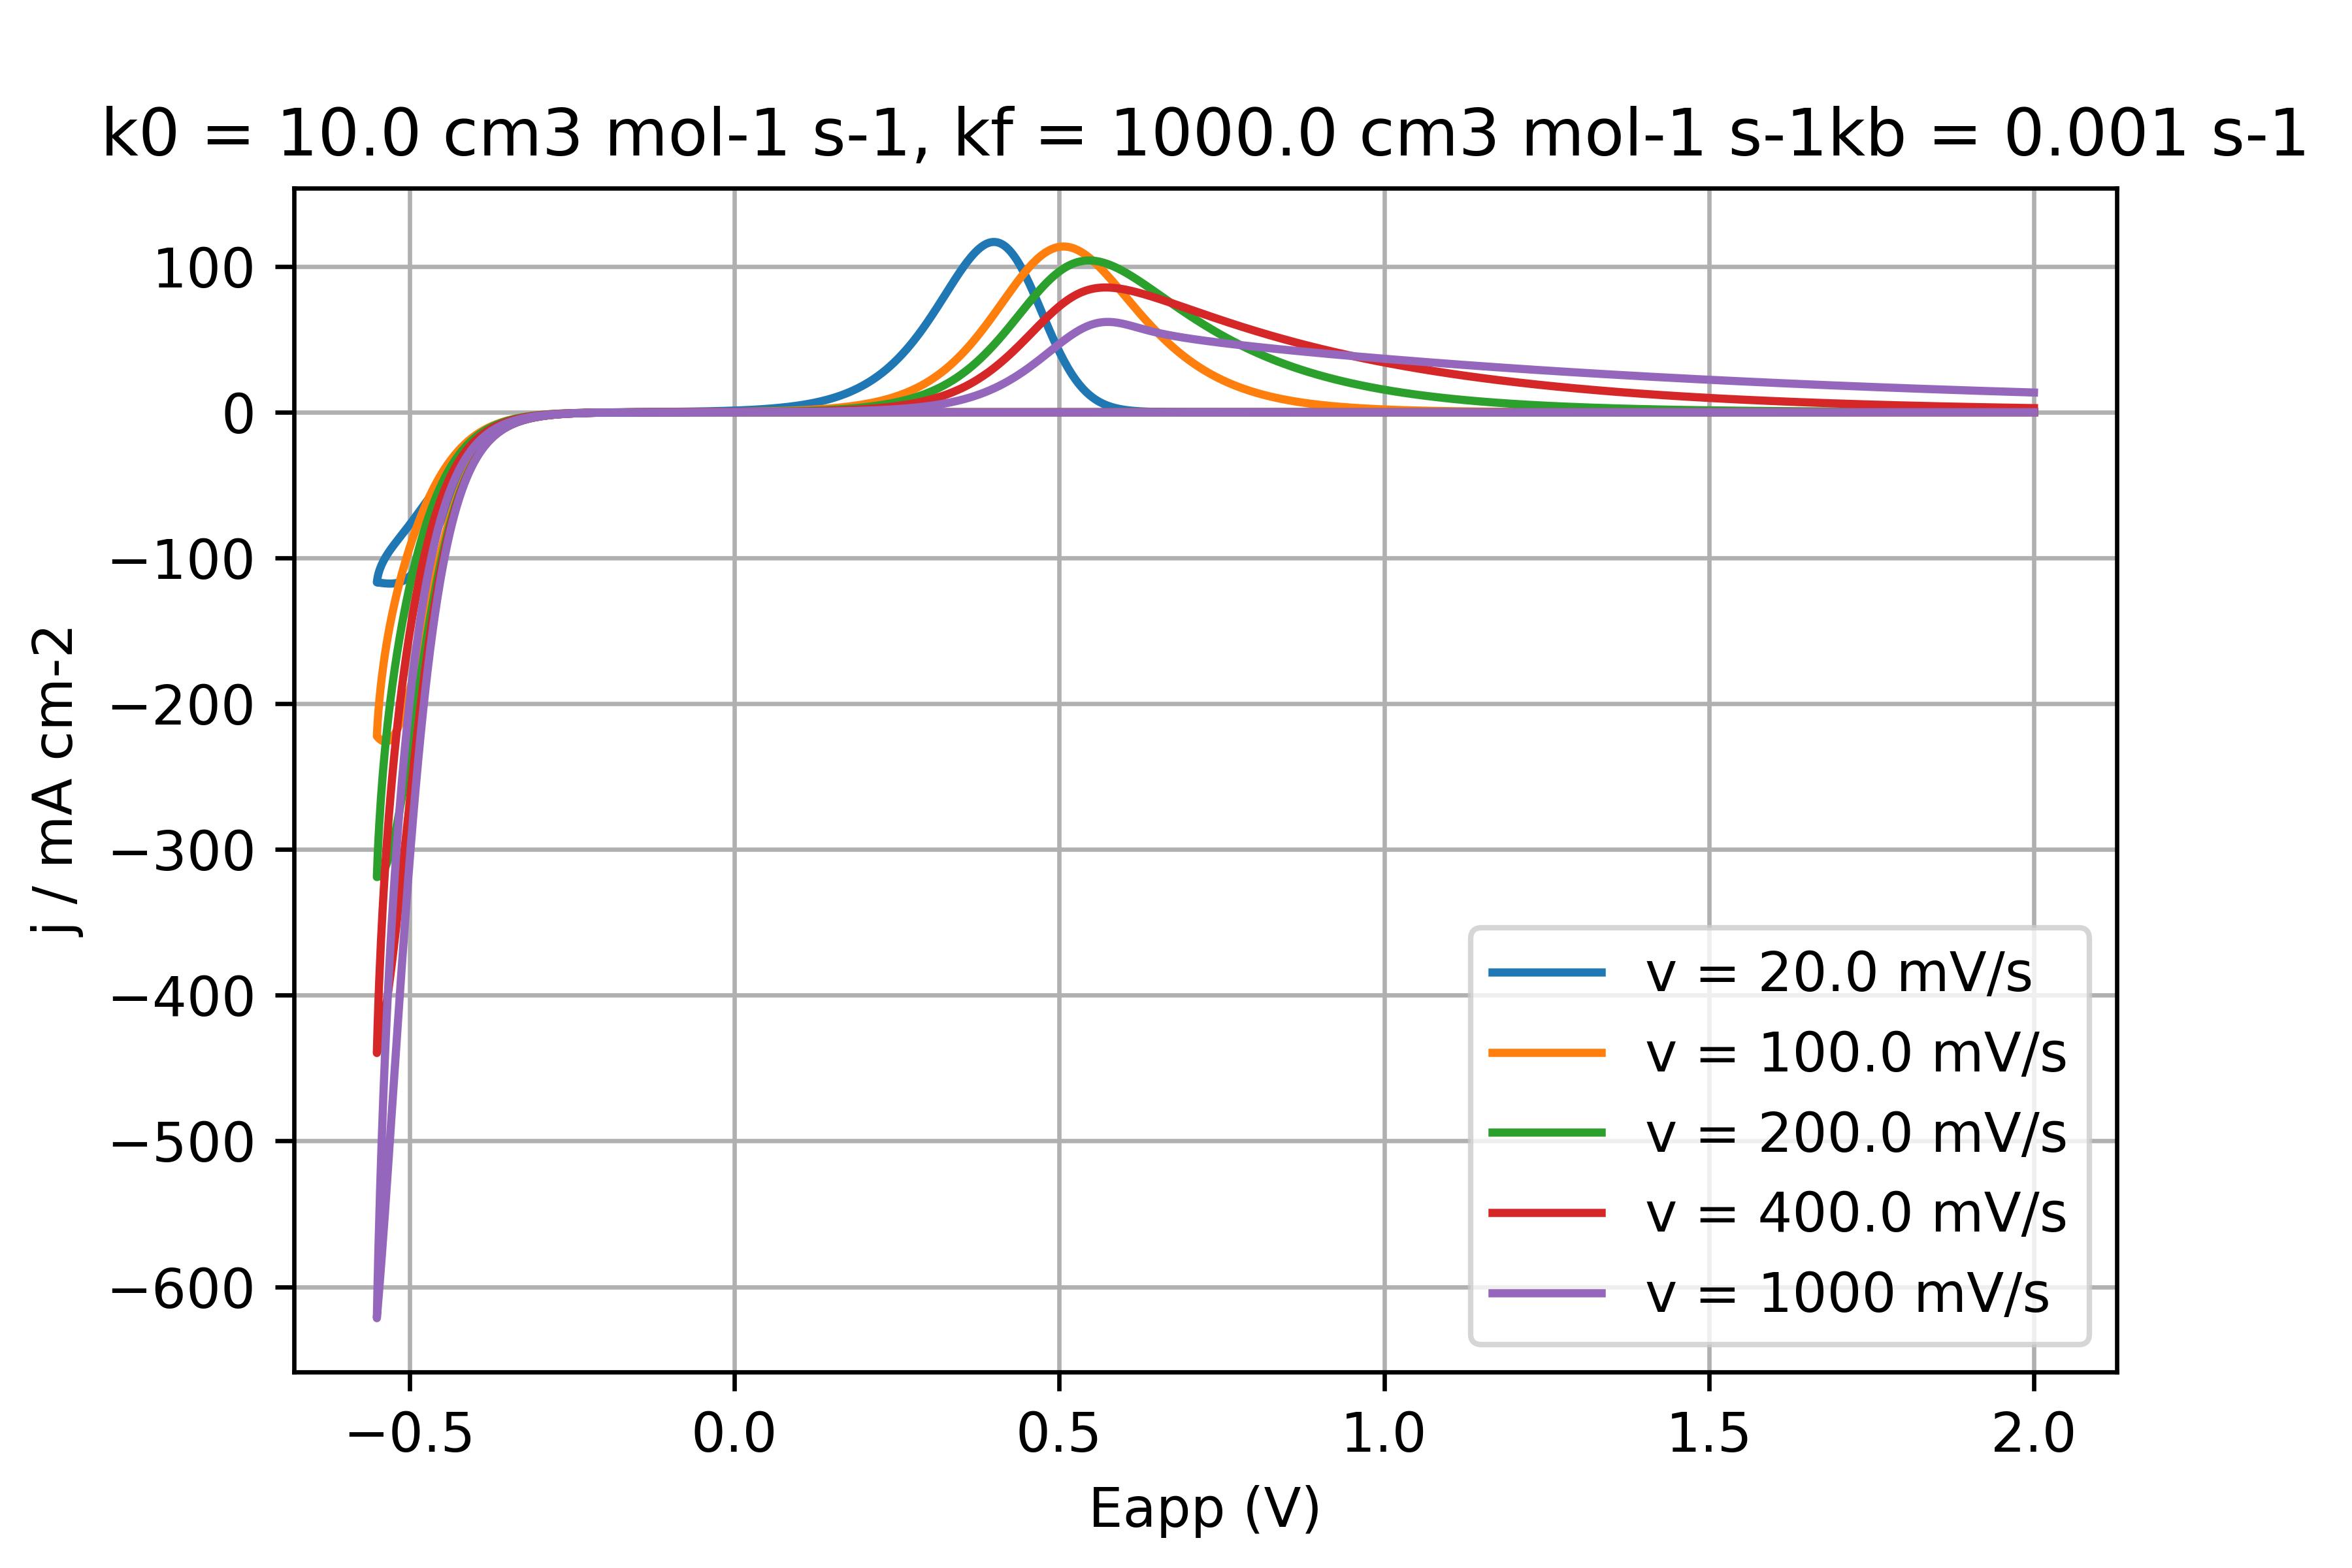 k0 = 10.0 cm3 mol-1 s-1, kf = 1000.0 cm3 mol-1 s-1kb = 0.001 s-1
100
0
−100
−200
−300
−400
−500
−600
j / mA cm-2
v = 20.0 mV/s
v = 100.0 mV/s
v = 200.0 mV/s
v = 400.0 mV/s
v = 1000 mV/s
−0.5 0.0 0.5 1.0 1.5 2.0
Eapp (V)